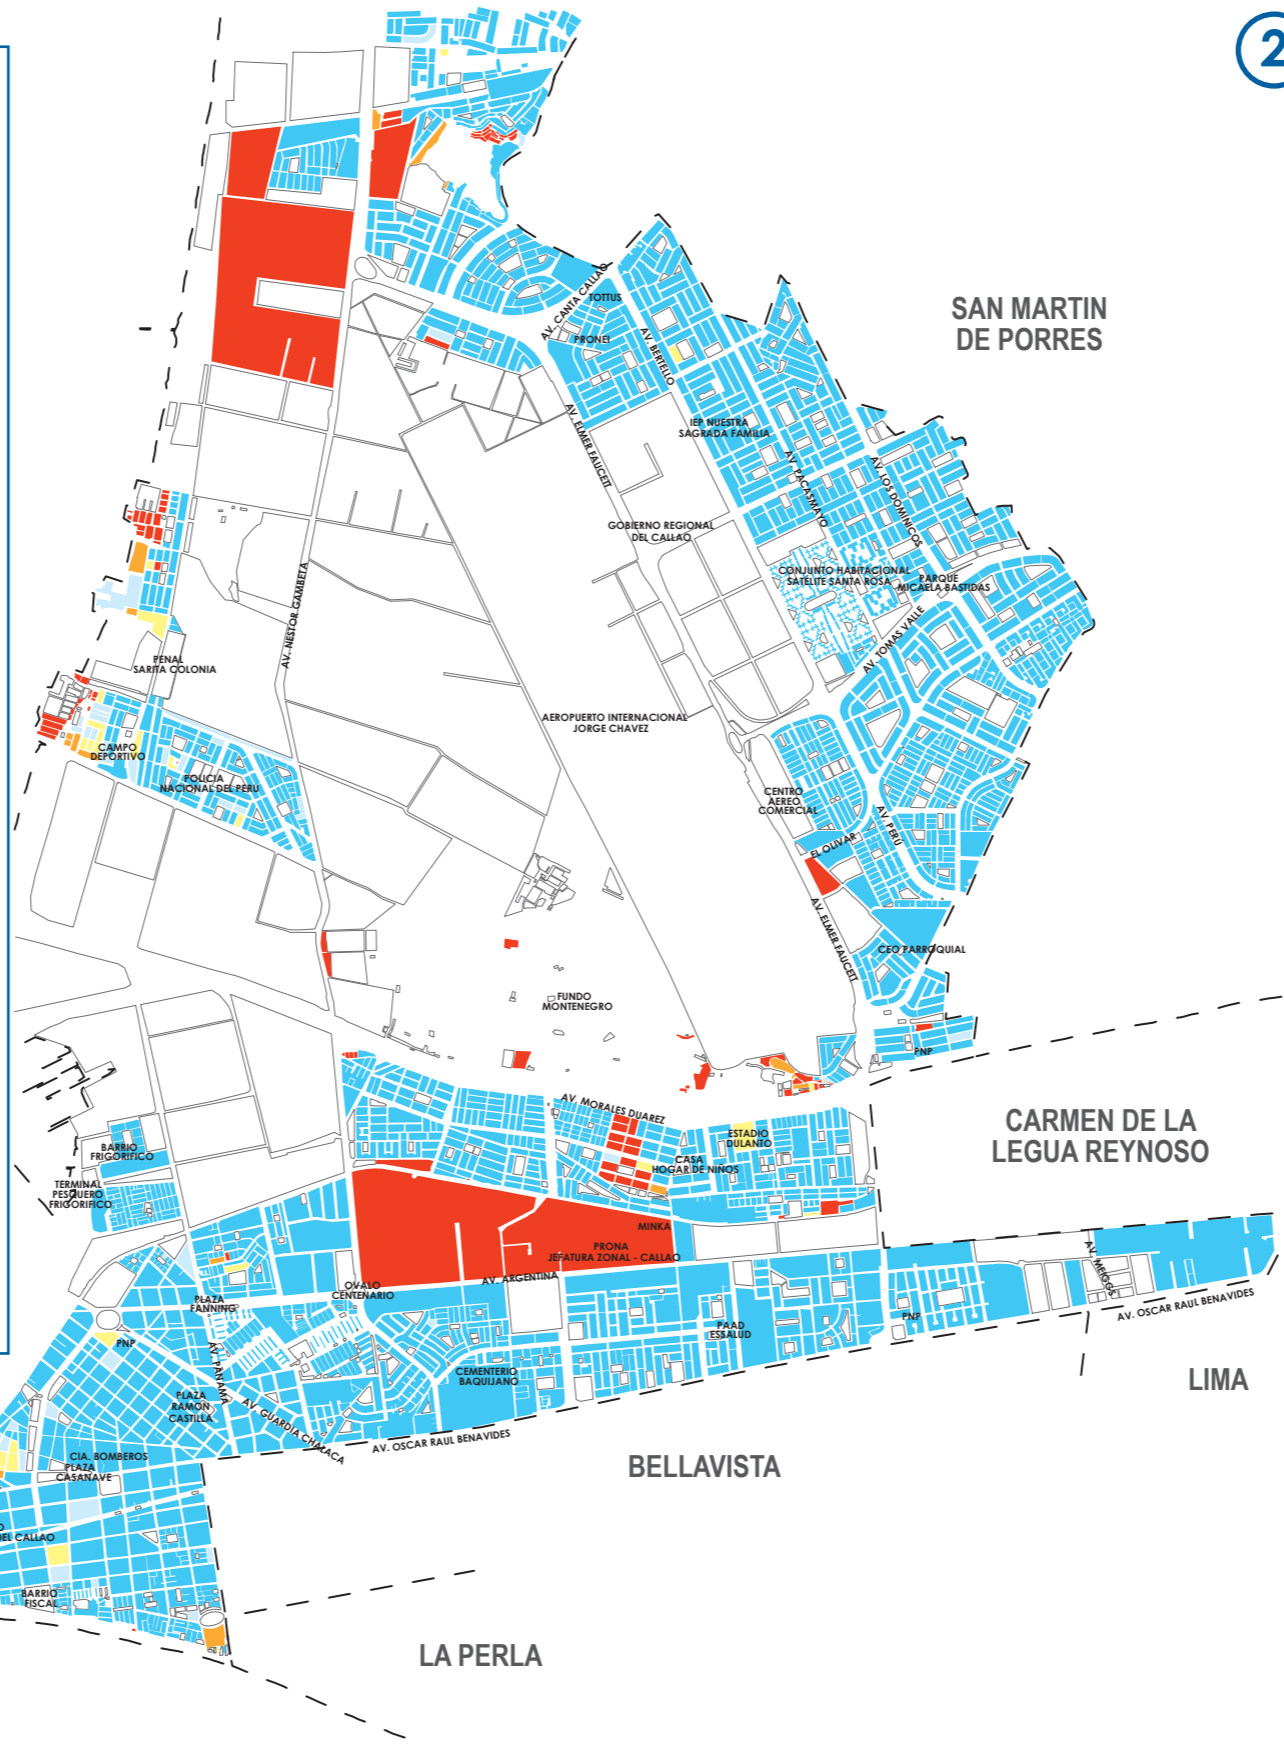 2
SAN MARTIN
DE PORRES
AV. CANTA CALLAO
TOTTUS
PRONEI
AV. BERTELLO
AV. ELMER FAUCETT
IEP NUESTRA
SAGRADA FAMILIA
AV. PACASMAYO
AV. LOS DOMINICOS
GOBIERNO REGIONAL
DEL CALLAO
CONJUNTO HABITACIONAL
SATÉLITE SANTA ROSA
PARQUE
MICAELA BASTIDAS
AV. NESTOR GAMBETA
AV. TOMAS VALLE
PENAL
SARITA COLONIA
AEROPUERTO INTERNACIONAL
JORGE CHAVEZ
CAMPO
DEPORTIVO
POLICIA
NACIONAL DEL PERU
CENTRO
AEREO
COMERCIAL
AV. PERÚ
EL OLIVAR
AV. ELMER FAUCETT
CEO PARROQUIAL
FUNDO
MONTENEGRO
PNP
AV. MORALES DUAREZ
CARMEN DE LA
LEGUA REYNOSO
ESTADIO
DULANTO
BARRIO
FRIGORIFICO
CASA
HOGAR DE NIÑOS
TERMINAL
PESQUERO
FRIGORIFICO
MINKA
PRONA
JEFATURA ZONAL - CALLAO
AV. ARGENTINA
AV. MEIGGS
OVALO
CENTENARIO
PLAZA
FANNING
AV. OSCAR RAUL BENAVIDES
PNP
PAAD
ESSALUD
PNP
AV. PANAMA
CEMENTERIO
BAQUIJANO
LIMA
PLAZA
RAMON
CASTILLA
AV. GUARDIA CHALACA
AV. OSCAR RAUL BENAVIDES
CIA. BOMBEROS
PLAZA
CASANAVE
BELLAVISTA
DEL CALLAO
BARRIO
FISCAL
LA PERLA